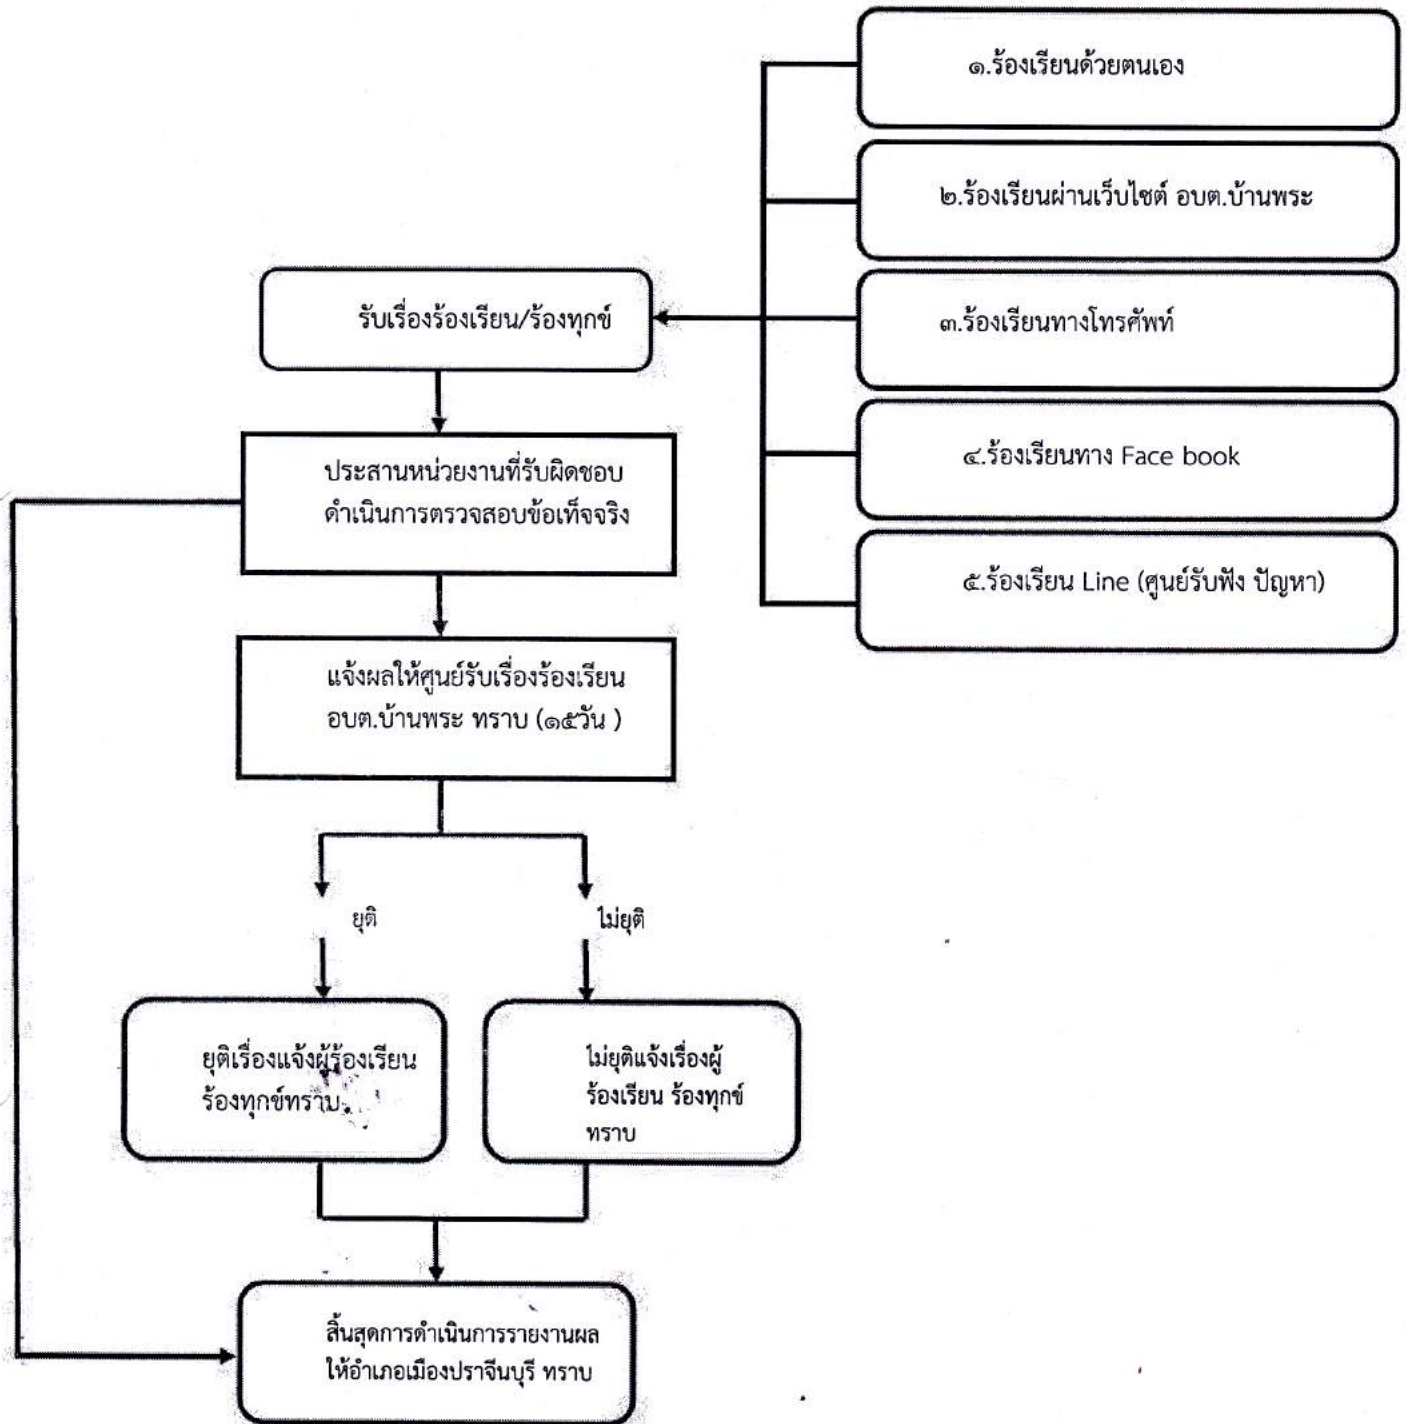 ๑.ร้องเรียนด้วยตนเอง
๒.ร้องเรียนผ่านเว็บไซต์ อบต.บ้านพระ
๓.ร้องเรียนทางโทรศัพท์
๔.ร้องเรียนทาง Face book
๕.ร้องเรียน Line (ศูนย์รับฟัง ปัญหา)
รับเรื่องร้องเรียน/ร้องทุกข์
ประสานหน่วยงานที่รับผิดชอบ
ดำเนินการตรวจสอบข้อเท็จจริง
แจ้งผลให้ศูนย์รับเรื่องร้องเรียน
อบต.บ้านพระ ทราบ (๑๕วัน )
ยุติ
ไม่ยุติ
ยุติเรื่องแจ้งผู้ร้องเรียน
ร้องทุกข์ทราบ
ไม่ยุติแจ้งเรื่องผู้
ร้องเรียน ร้องทุกข์
ทราบ
สิ้นสุดการดำเนินการรายงานผล
ให้อำเภอเมืองปราจีนบุรี ทราบ